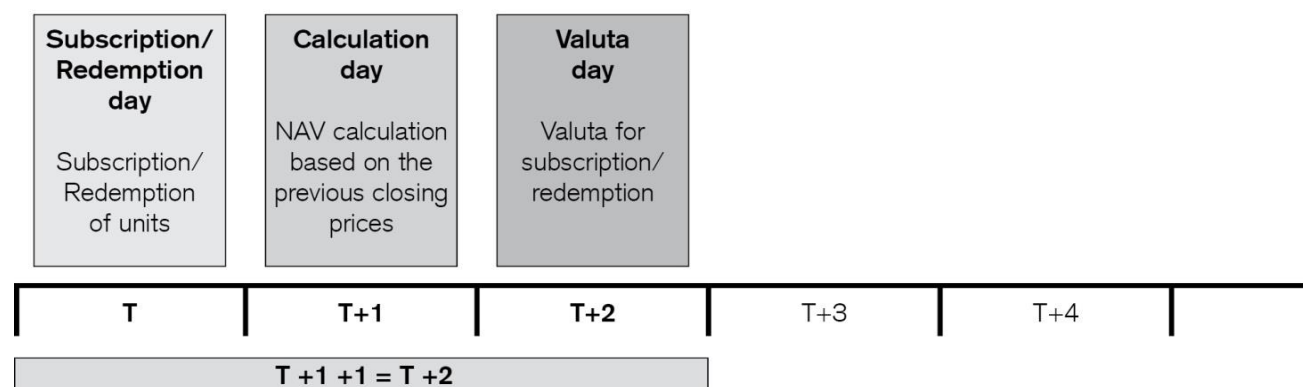 Subscription/
Redemption
day
Subscription/
Redemption
of units
Calculation
day
NAV calculation
based on the
previous closing
prices
Valuta
day
Valuta for
subscription/
redemption
T
T+1
T+2
T+3
T+4
T +1 +1 = T +2